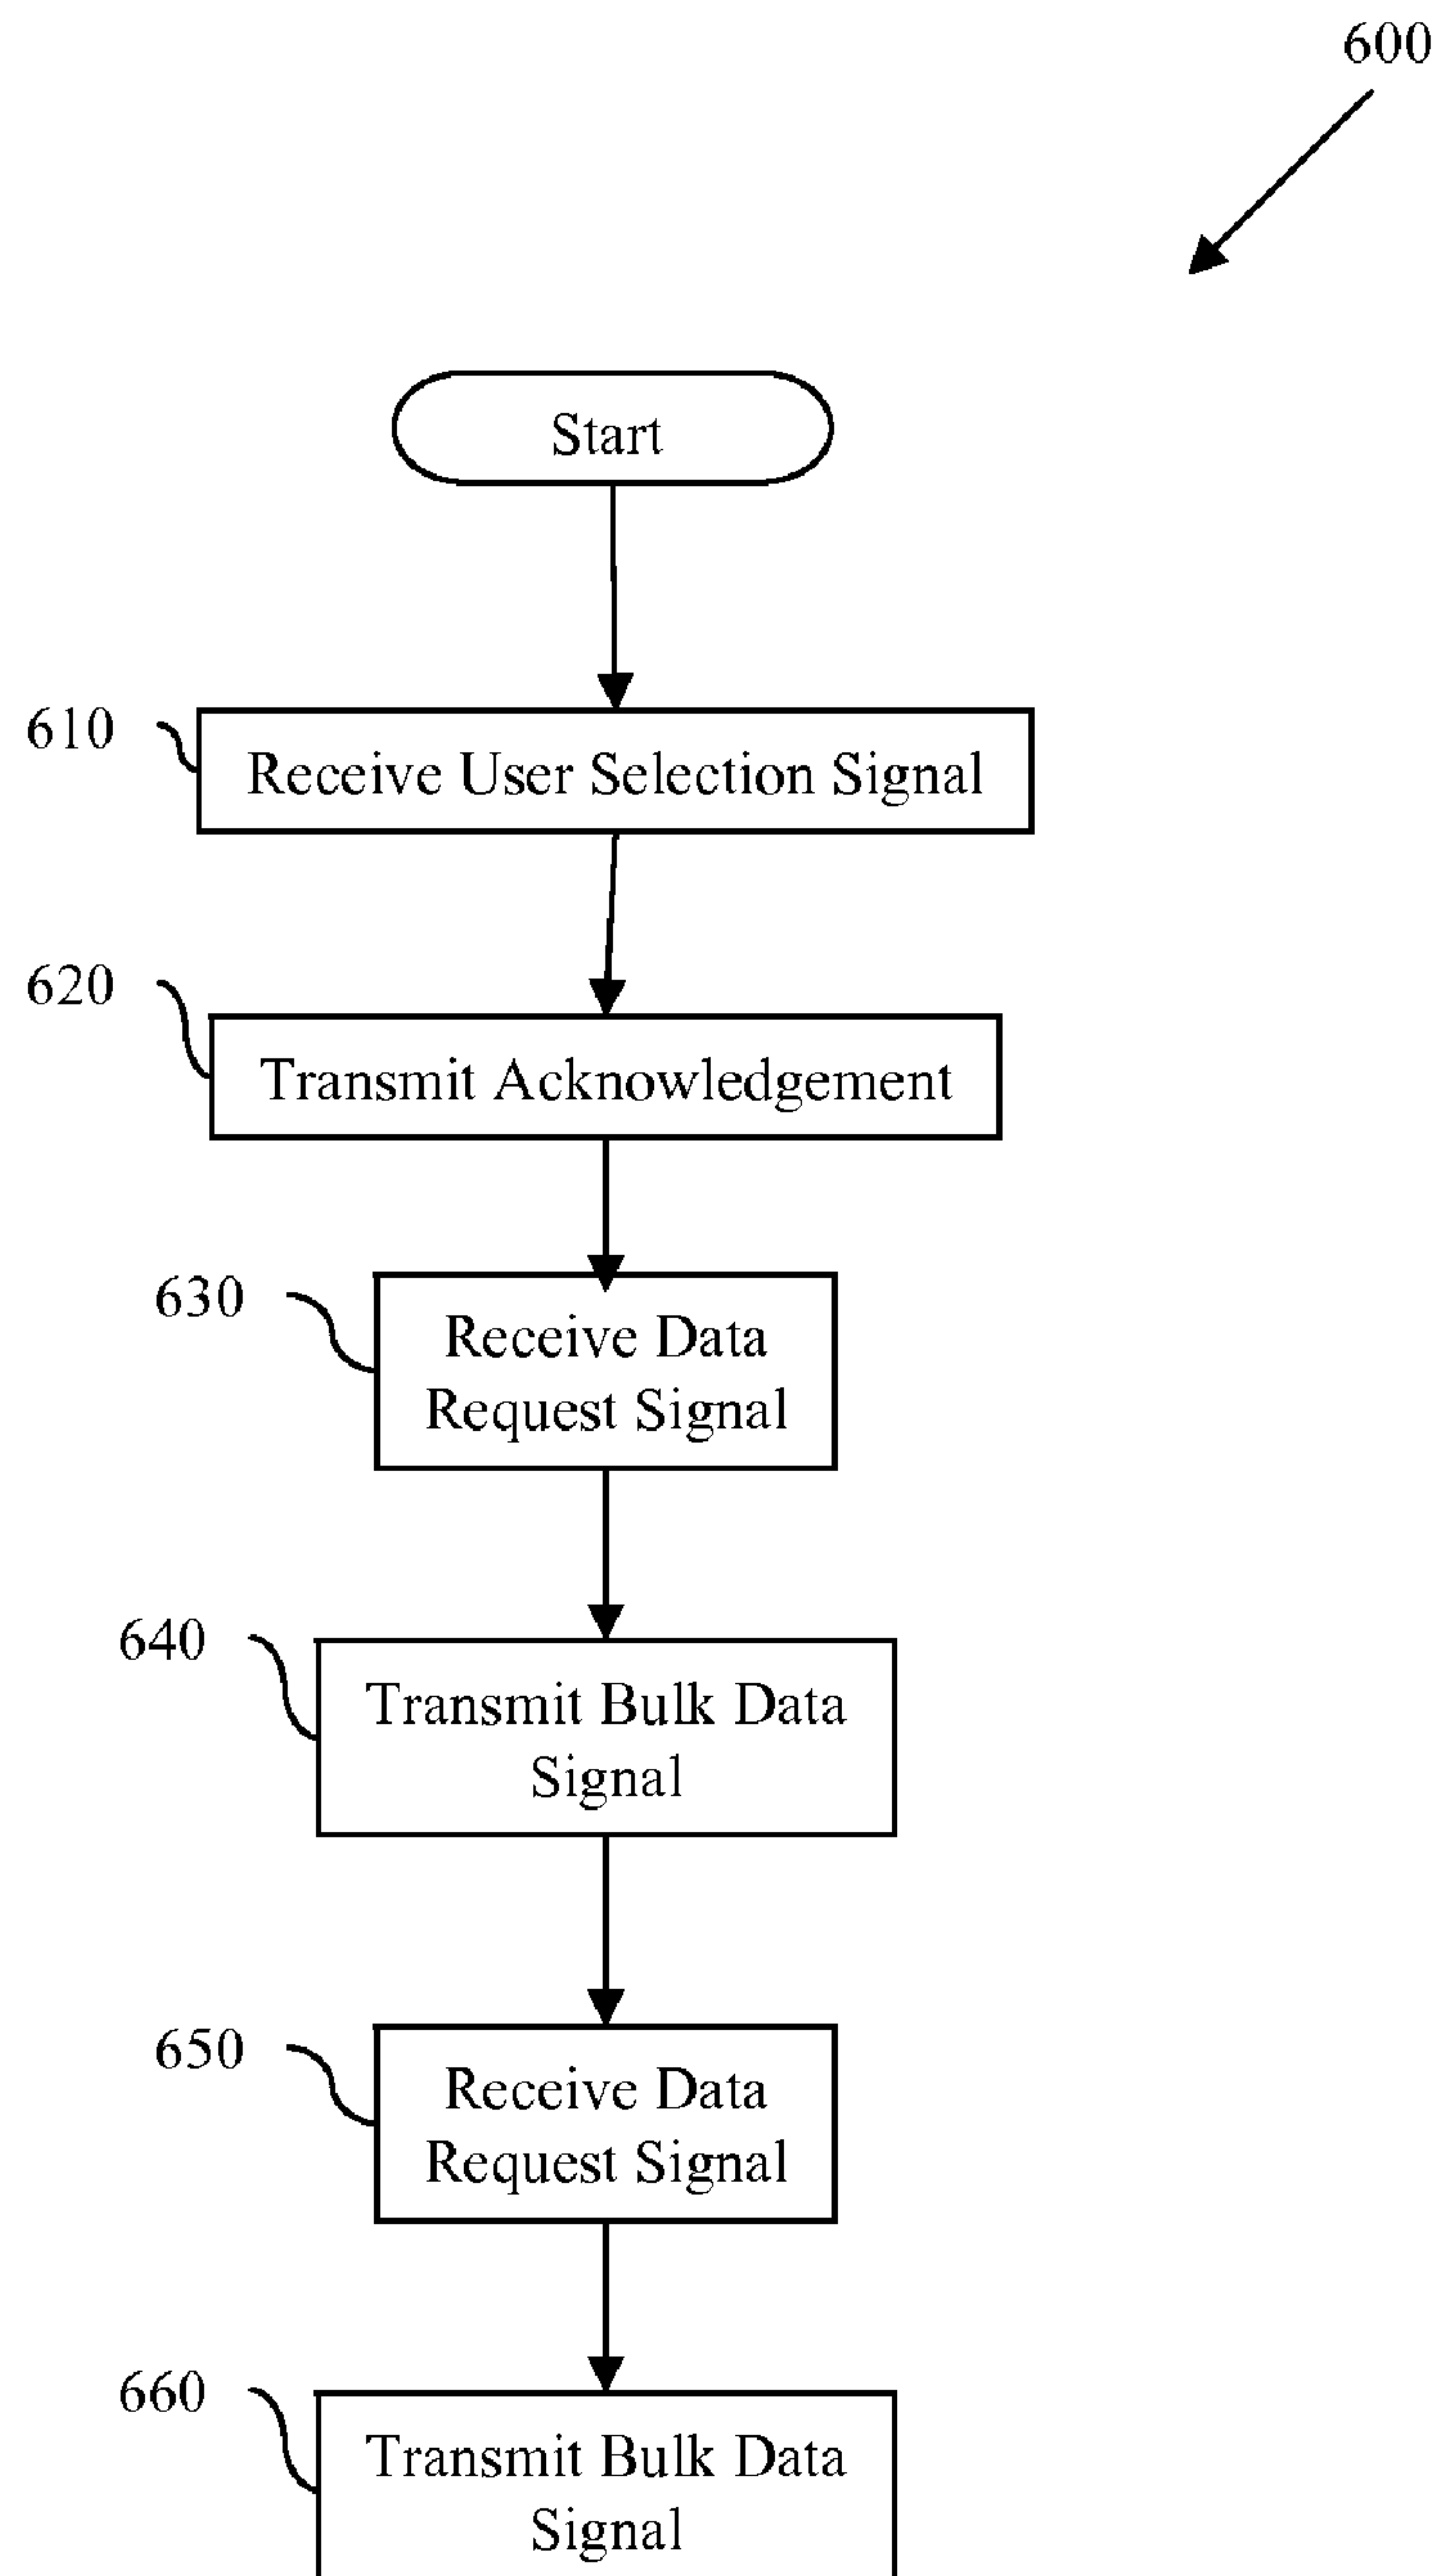 600
Start
610
Receive User Selection Signal
620
Transmit Acknowledgement
630
Receive Data
Request Signal
640
Transmit Bulk Data
Signal
650
Receive Data
Request Signal
660
Transmit Bulk Data
Signal